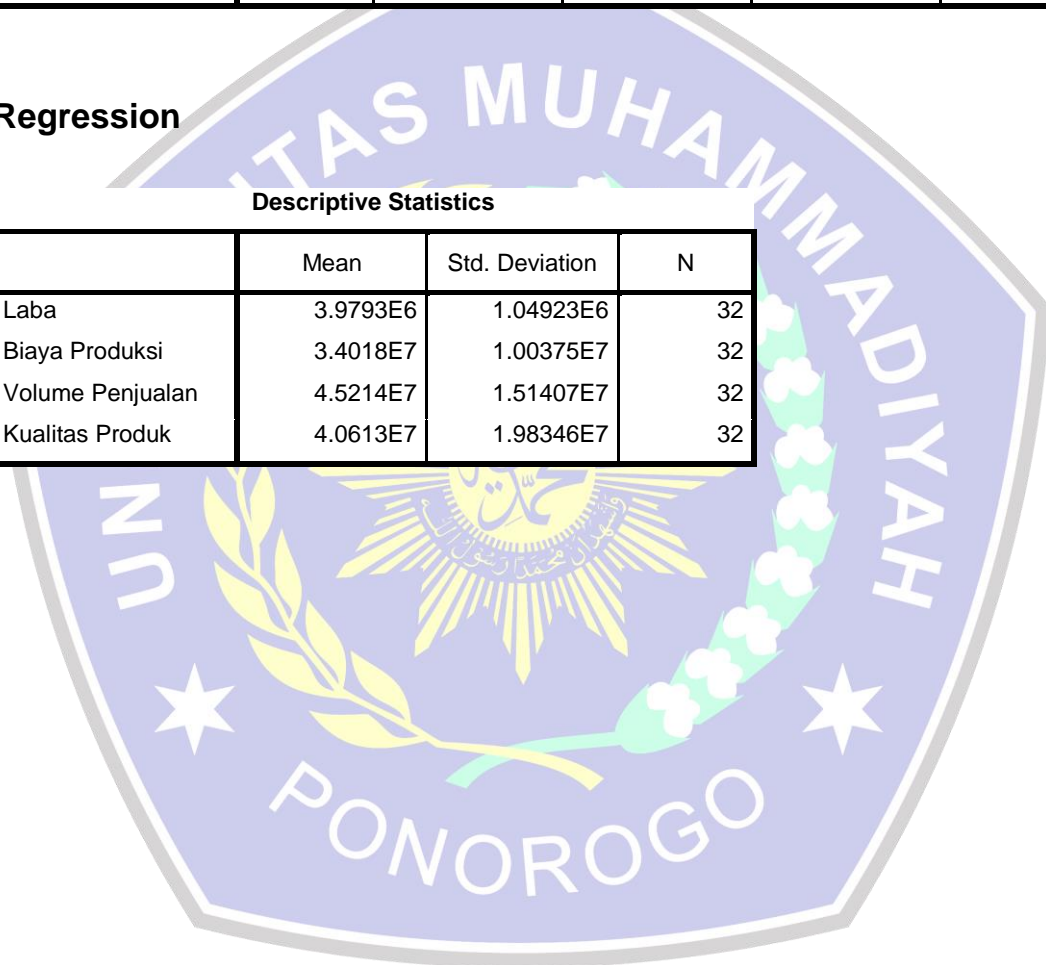 Regression
Descriptive Statistics
Mean Std. Deviation N
Laba 3.9793E6 1.04923E6 32
Biaya Produksi 3.4018E7 1.00375E7 32
Volume Penjualan 4.5214E7 1.51407E7 32
Kualitas Produk 4.0613E7 1.98346E7 32
MUHAMMADIYAH
PONOROGO